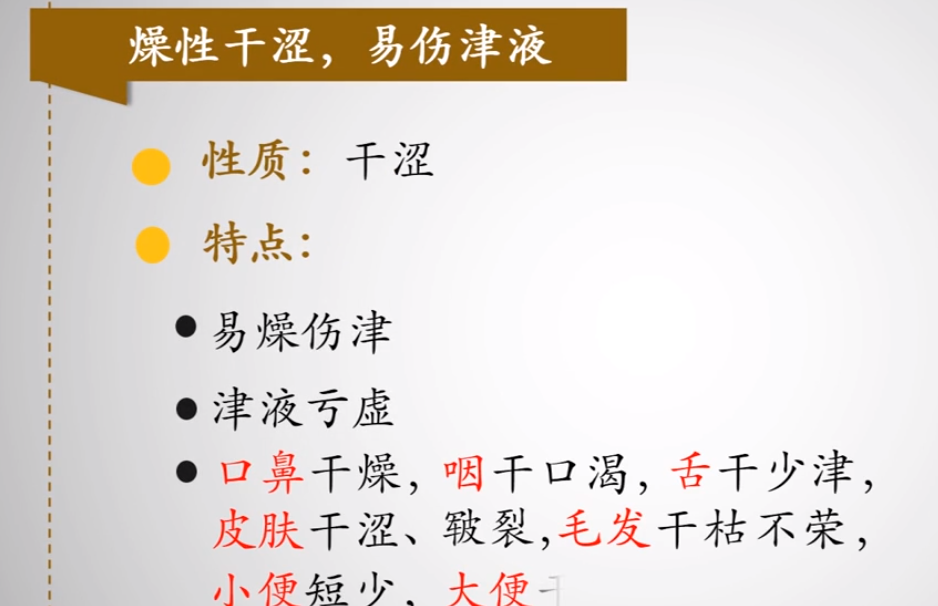 燥性干涩，易伤津液
性质：干涩
特点：
易燥伤津
津液亏虚
口鼻干燥，咽干口渴，舌干少津，
皮肤干涩、皲裂,毛发干枯不荣，
小便短少，大便